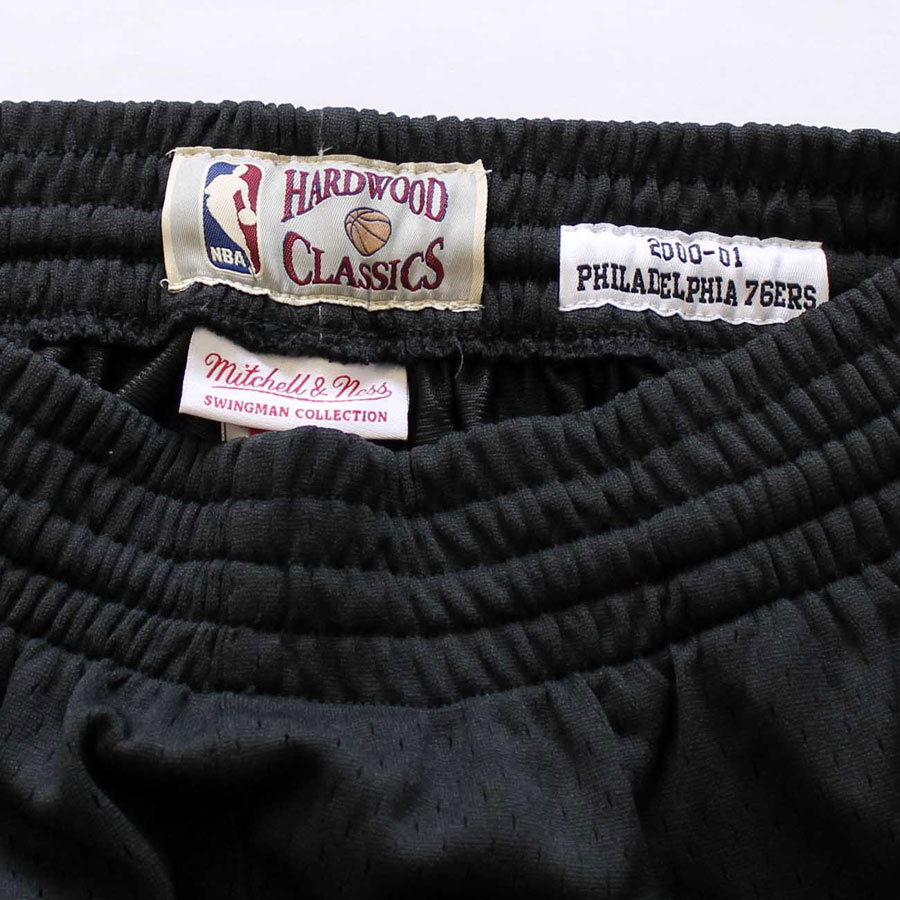 NBA
HARDWOOD
CLASSICS
2000-01
PHILADELPHIA 76ERS
Mitchell & Ness
SWINGMAN COLLECTION